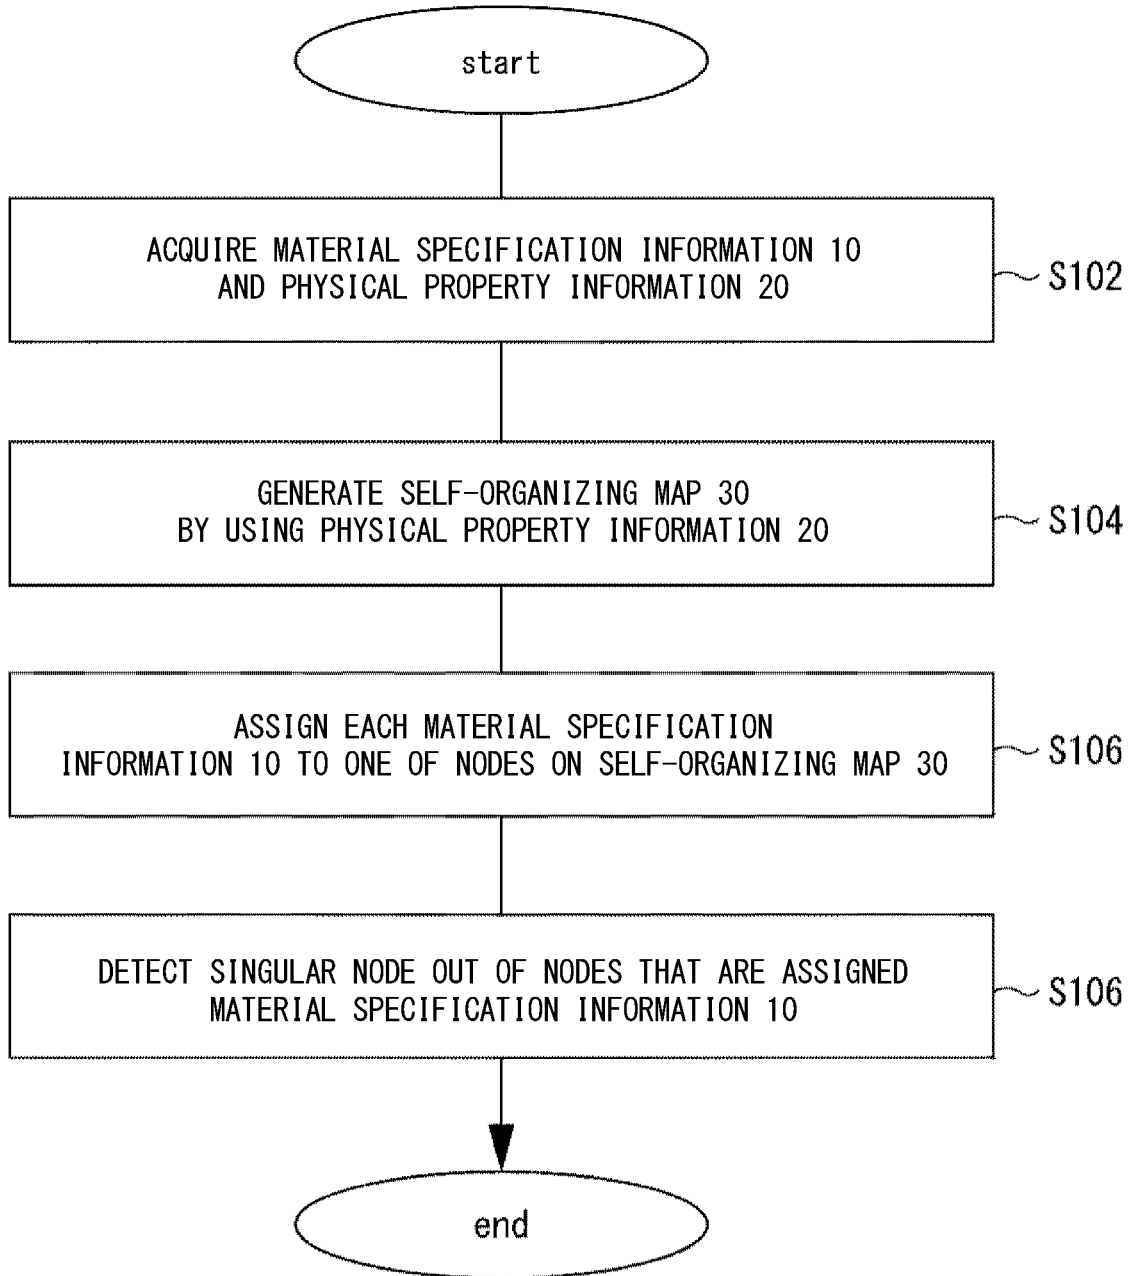 start
ACQUIRE MATERIAL SPECIFICATION INFORMATION 10
AND PHYSICAL PROPERTY INFORMATION 20
S102
GENERATE SELF-ORGANIZING MAP 30
BY USING PHYSICAL PROPERTY INFORMATION 20
S104
ASSIGN EACH MATERIAL SPECIFICATION
INFORMATION 10 TO ONE OF NODES ON SELF-ORGANIZING MAP 30
S106
DETECT SINGULAR NODE OUT OF NODES THAT ARE ASSIGNED
MATERIAL SPECIFICATION INFORMATION 10
S106
end